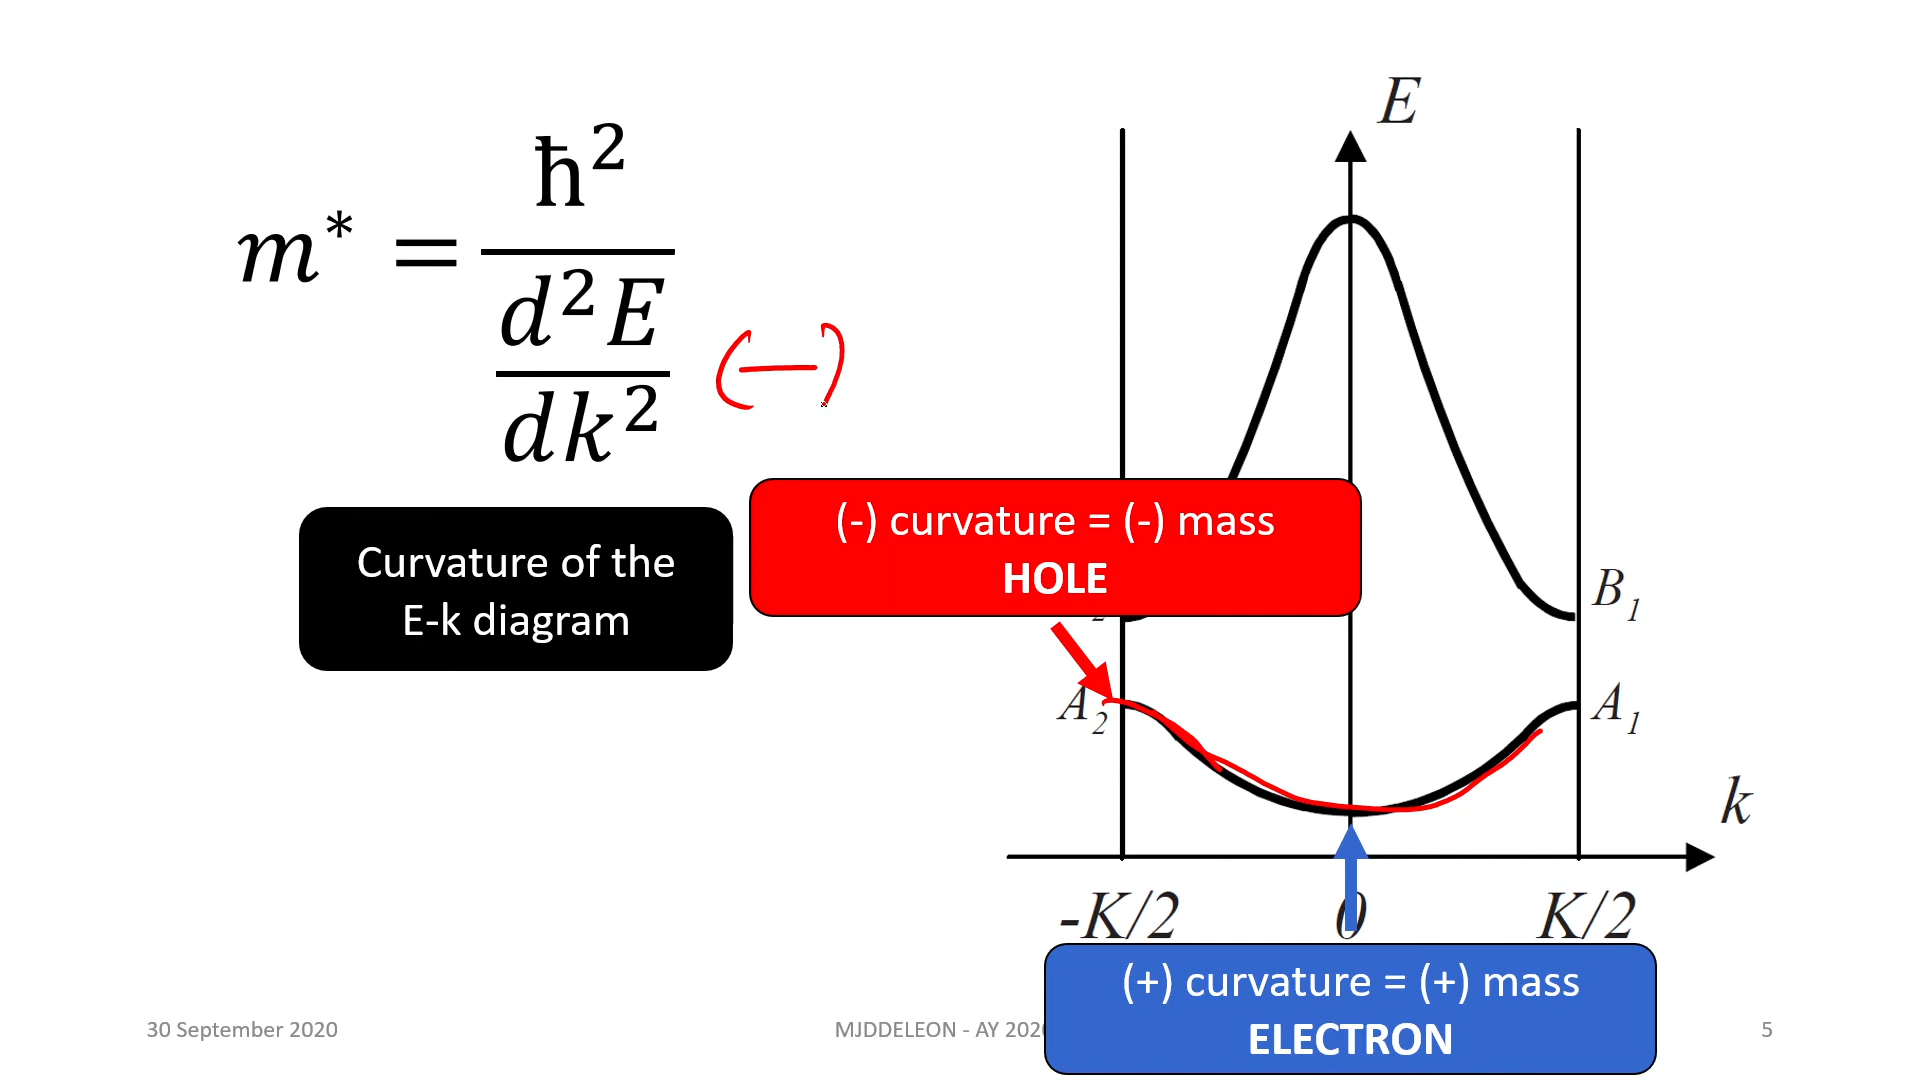 m* = ħ² / (d²E / dk²)
(—)
Curvature of the
E-k diagram
(-) curvature = (-) mass
HOLE
E
B₁
A₂
A₁
k
-K/2 0 K/2
(+) curvature = (+) mass
ELECTRON
30 September 2020
MJDDELEON - AY 202
5